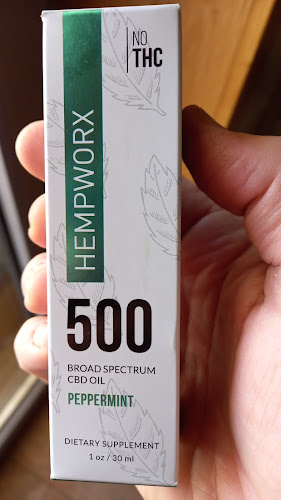 NO
THC
HEMPWORX
500
BROAD SPECTRUM
CBD OIL
PEPPERMINT
DIETARY SUPPLEMENT
1 oz / 30 ml